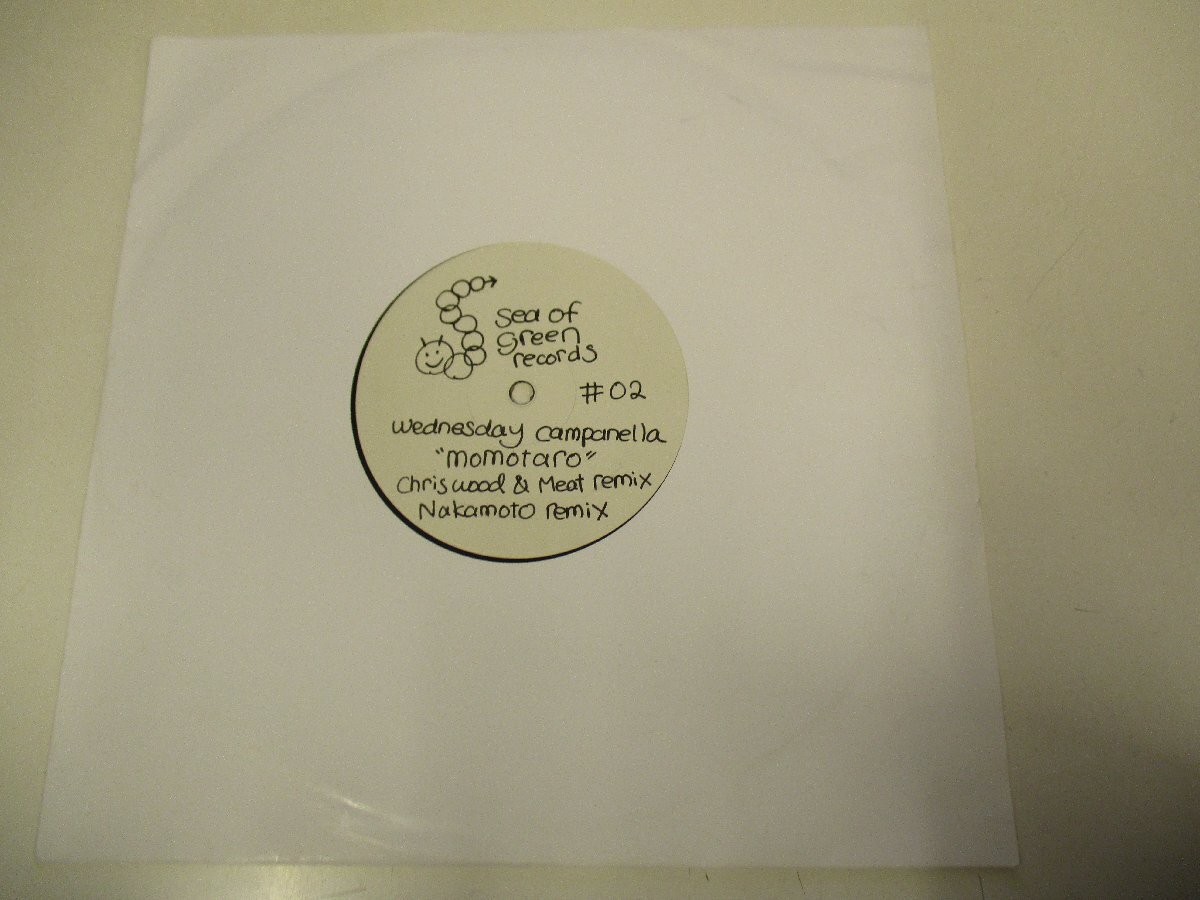 sea of
green
records
#02
wednesday campanella
"momotaro"
Chris wood & Meat remix
Nakamoto remix